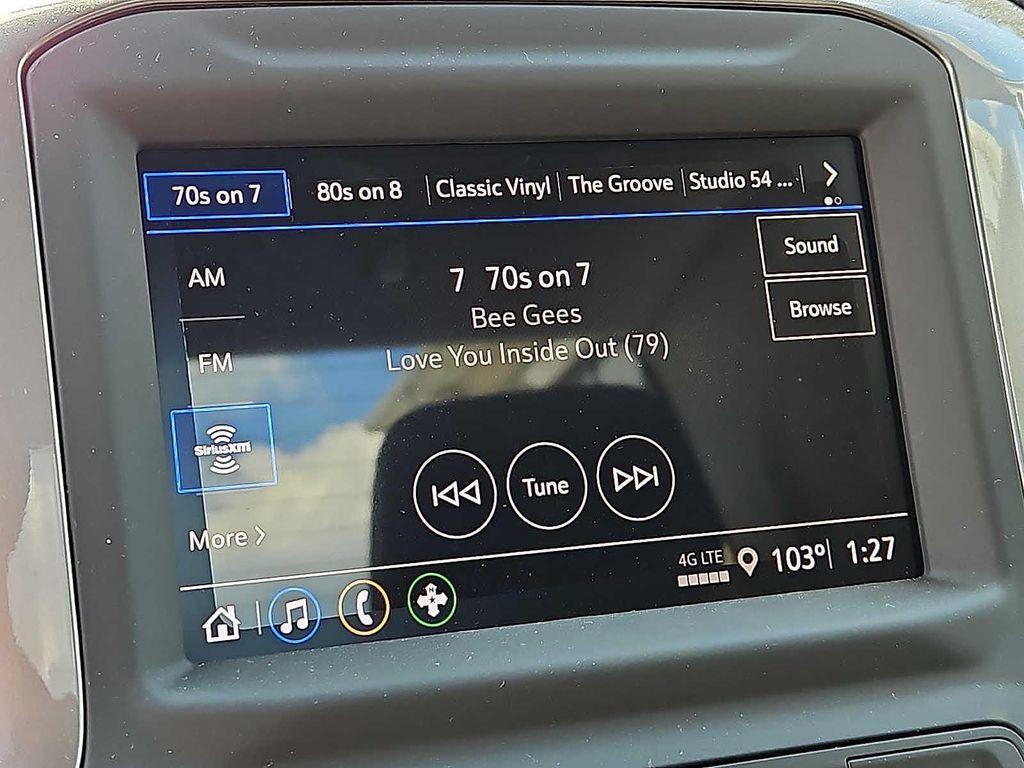 70s on 7 80s on 8 Classic Vinyl The Groove Studio 54 ...
Sound
AM
7 70s on 7
Browse
Bee Gees
Love You Inside Out (79)
FM
SiriusXM
Tune
More
4G LTE 103° 1:27
N